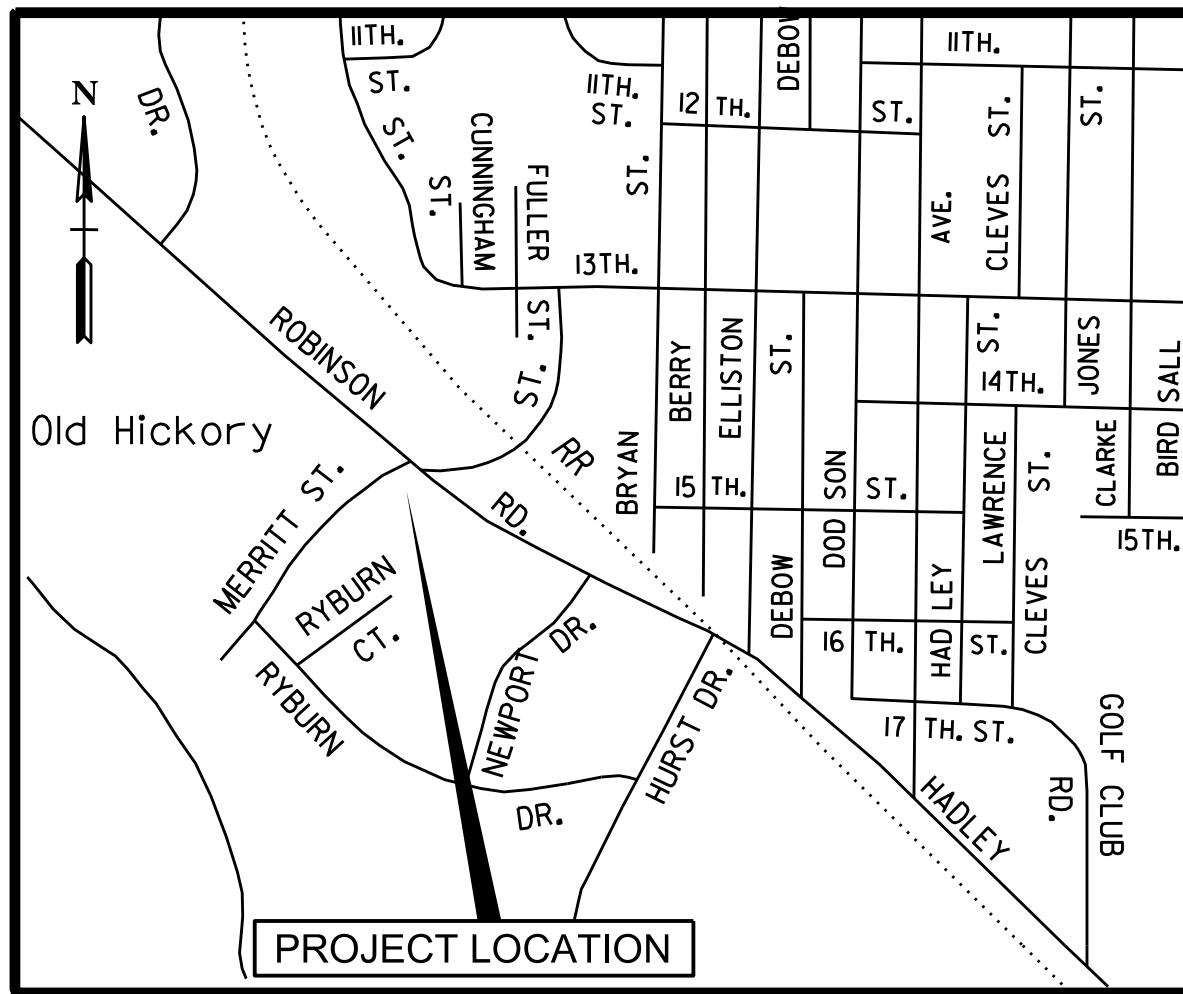 DEBOW
11TH.
11TH.
N
DR.
ST.
11TH.
ST.
12 TH.
ST.
ST.
ST.
ST.
CUNNINGHAM
ST.
FULLER
ST.
ST.
AVE.
CLEVES
13TH.
ROBINSON
ST.
ST.
BERRY
ELLISTON
ST.
ST.
14TH.
JONES
BIRD SALL
Old Hickory
MERRITT ST.
RR
BRYAN
15 TH.
ST.
DOD SON
LAWRENCE
ST.
CLARKE
15TH.
RD.
RYBURN
CT.
DEBOW
16 TH.
HAD LEY
ST.
CLEVES
RYBURN
NEWPORT
DR.
HURST DR.
17 TH. ST.
GOLF CLUB
RD.
DR.
HADLEY
PROJECT LOCATION